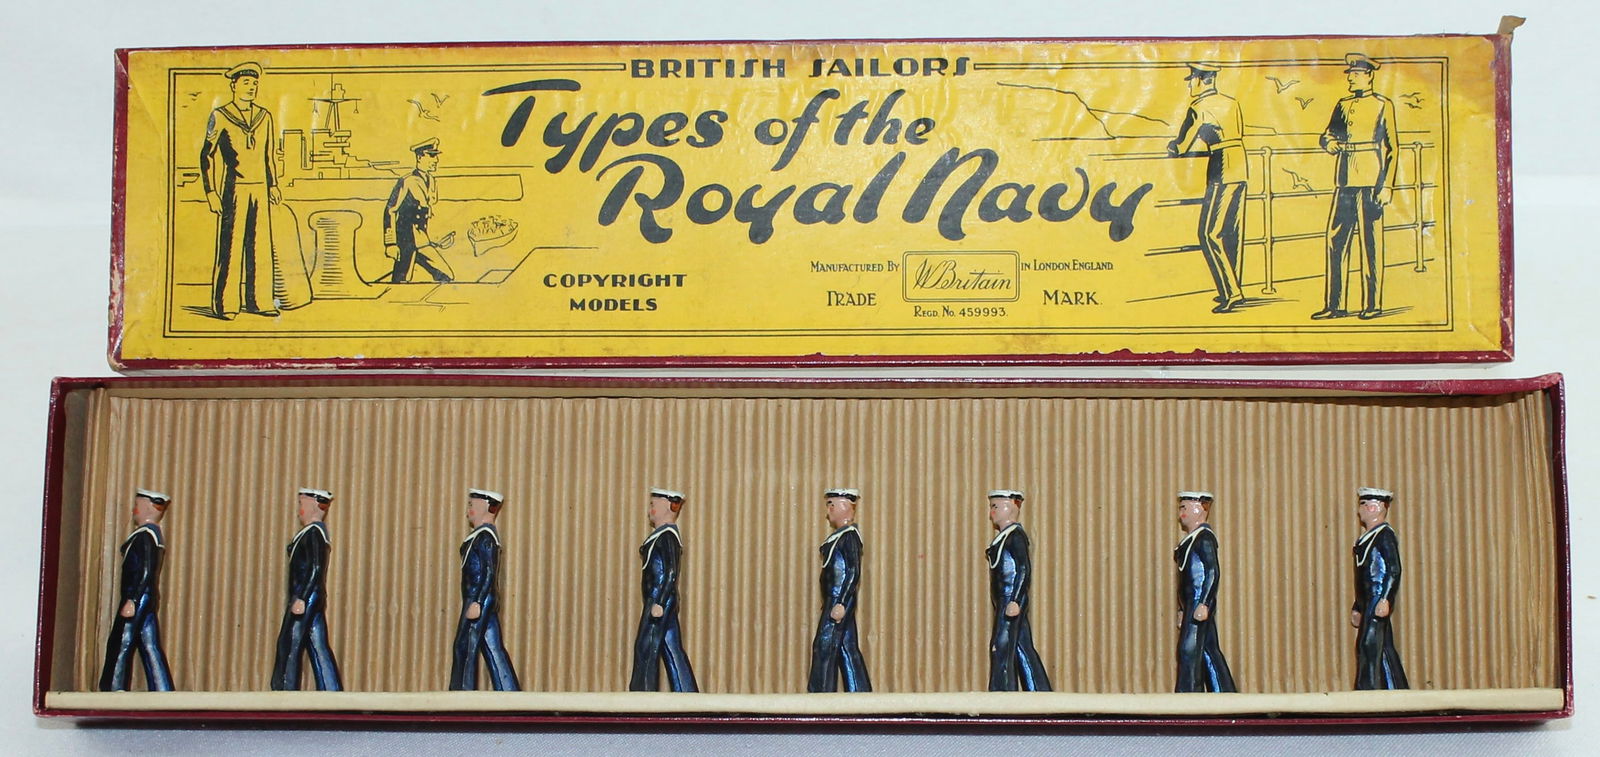 BRITISH SAILORS
Types of the
Royal Navy
COPYRIGHT
MODELS
MANUFACTURED BY WBritain IN LONDON, ENGLAND.
TRADE MARK.
REGD. No. 459993.